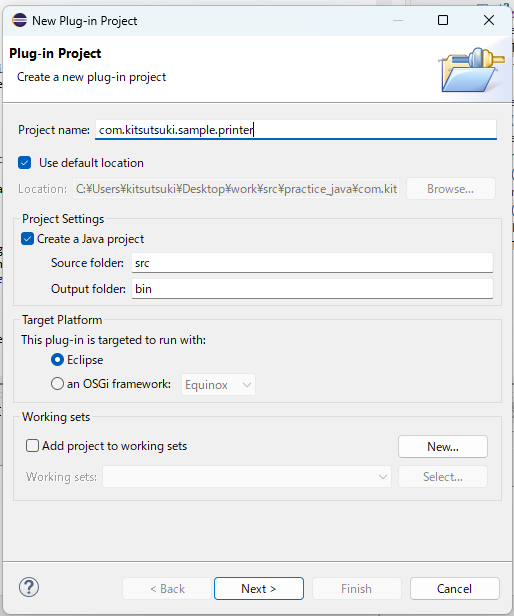 New Plug-in Project
Plug-in Project
Create a new plug-in project
Project name: com.kitsutsuki.sample.printer
Use default location
Location: C:¥Users¥kitsutsuki¥Desktop¥work¥src¥practice_java¥com.kit Browse...
Project Settings
Create a Java project
Source folder: src
Output folder: bin
Target Platform
This plug-in is targeted to run with:
Eclipse
an OSGi framework: Equinox
Working sets
Add project to working sets New...
Working sets: Select...
? < Back Next > Finish Cancel